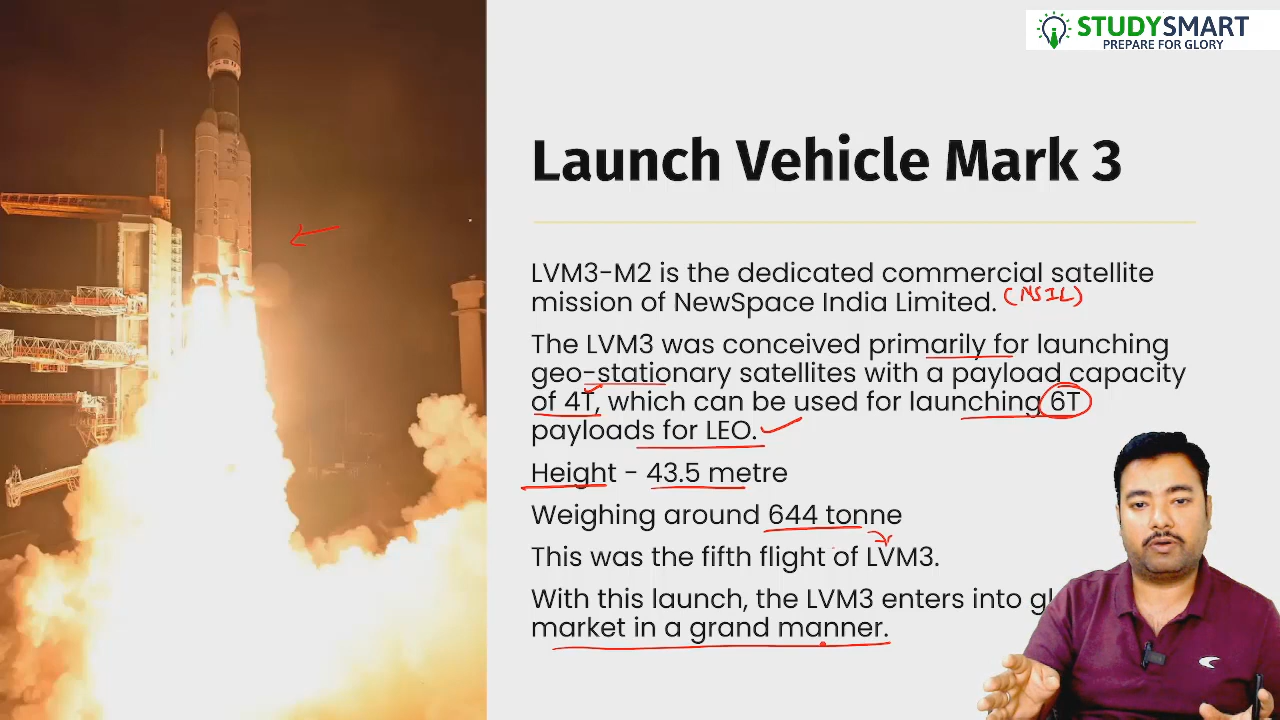 STUDYSMART
PREPARE FOR GLORY
Launch Vehicle Mark 3
LVM3-M2 is the dedicated commercial satellite
mission of NewSpace India Limited. (NSIL)
The LVM3 was conceived primarily for launching
geo-stationary satellites with a payload capacity
of 4T, which can be used for launching 6T
payloads for LEO.
Height - 43.5 metre
Weighing around 644 tonne
This was the fifth flight of LVM3.
With this launch, the LVM3 enters into gl
market in a grand manner.